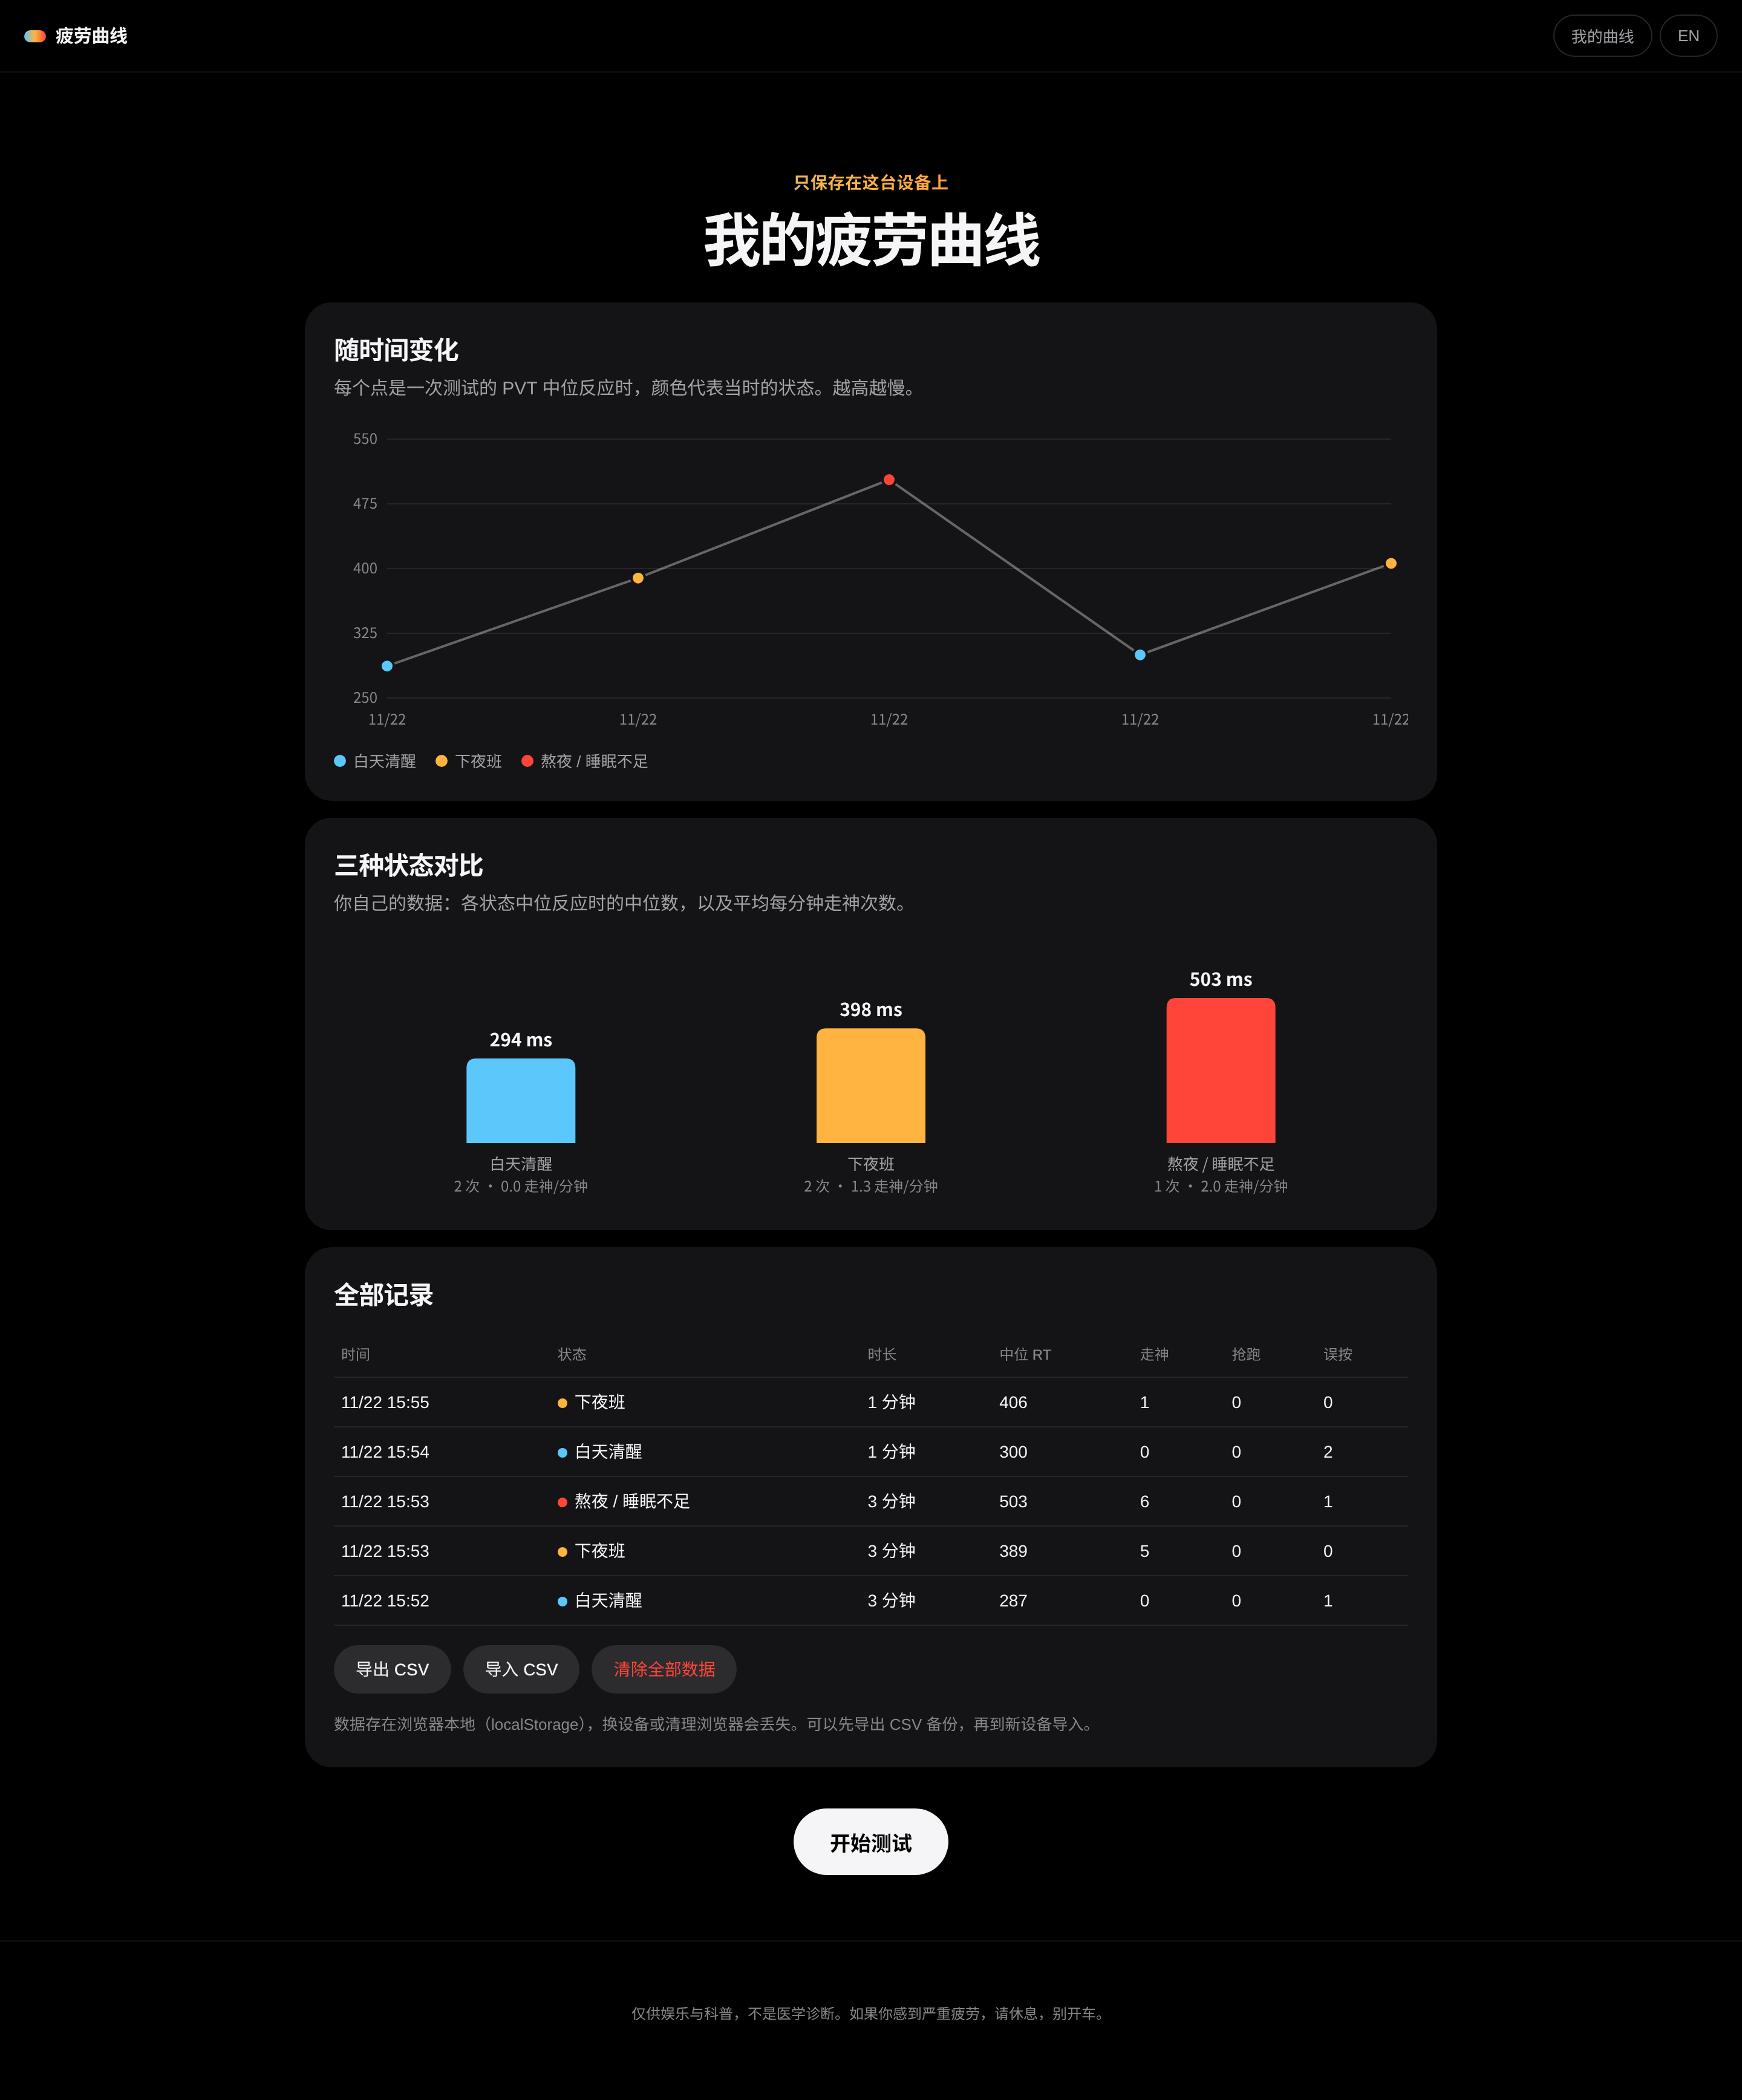 疲劳曲线
我的曲线
EN
只保存在这台设备上
我的疲劳曲线
随时间变化
每个点是一次测试的 PVT 中位反应时，颜色代表当时的状态。越高越慢。
550
475
400
325
250
11/22 11/22 11/22 11/22 11/22
白天清醒 下夜班 熬夜 / 睡眠不足
三种状态对比
你自己的数据：各状态中位反应时的中位数，以及平均每分钟走神次数。
294 ms 398 ms 503 ms
白天清醒 下夜班 熬夜 / 睡眠不足
2 次 · 0.0 走神/分钟 2 次 · 1.3 走神/分钟 1 次 · 2.0 走神/分钟
全部记录
时间 状态 时长 中位 RT 走神 抢跑 误按
11/22 15:55 下夜班 1 分钟 406 1 0 0
11/22 15:54 白天清醒 1 分钟 300 0 0 2
11/22 15:53 熬夜 / 睡眠不足 3 分钟 503 6 0 1
11/22 15:53 下夜班 3 分钟 389 5 0 0
11/22 15:52 白天清醒 3 分钟 287 0 0 1
导出 CSV 导入 CSV 清除全部数据
数据存在浏览器本地（localStorage），换设备或清理浏览器会丢失。可以先导出 CSV 备份，再到新设备导入。
开始测试
仅供娱乐与科普，不是医学诊断。如果你感到严重疲劳，请休息，别开车。